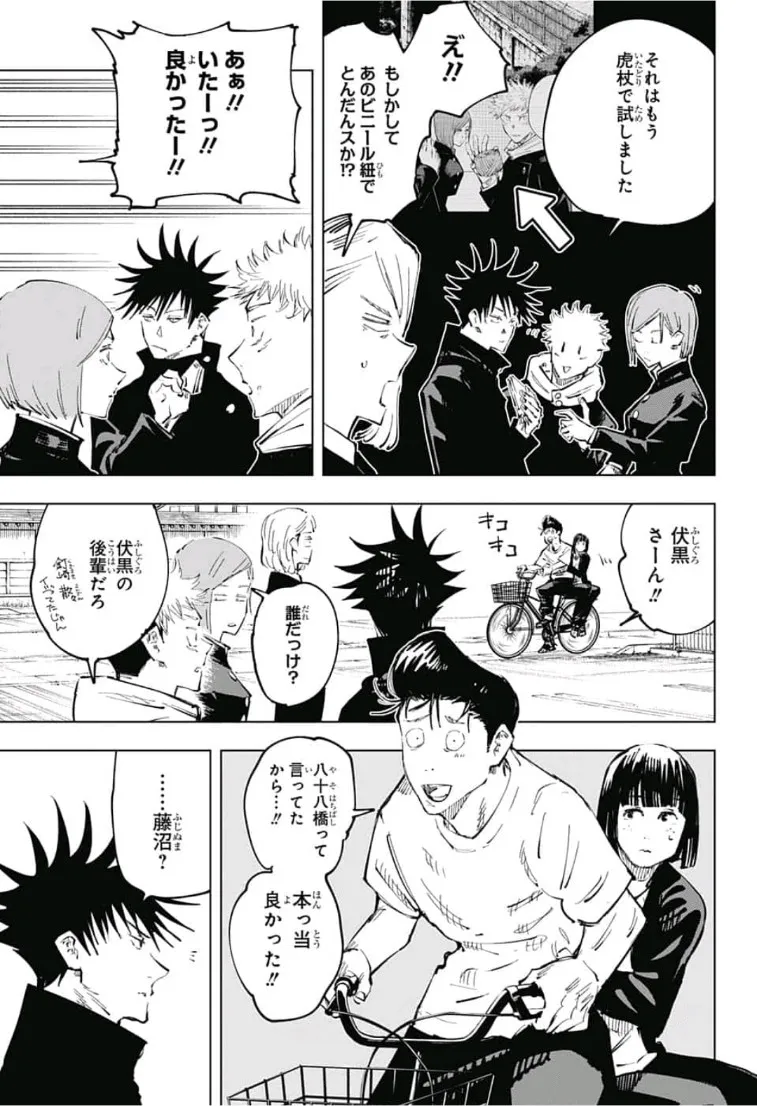 それはもう
虎杖で試しました
え゛!!
もしかして
あのビニール紐で
とんだんスか!?
あぁ!!
いたーっ!!
良かったー!!
伏黒
さーん!!
キコ
キコ
誰だっけ?
伏黒の
後輩だろ
八十八橋って
言ってた
から…!!
本っ当
良かった!!
……藤沼?